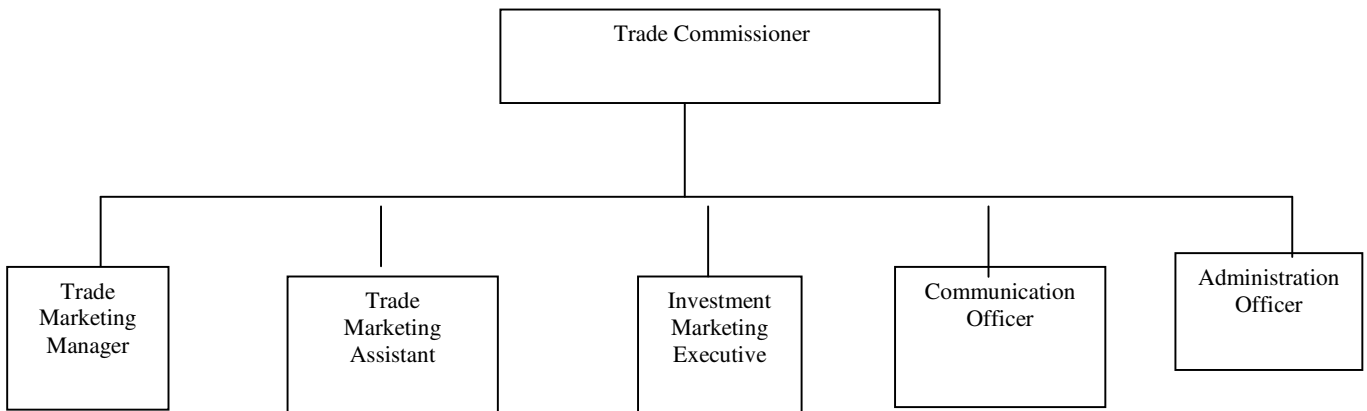 Trade Commissioner
Trade
Marketing
Manager
Trade
Marketing
Assistant
Investment
Marketing
Executive
Communication
Officer
Administration
Officer